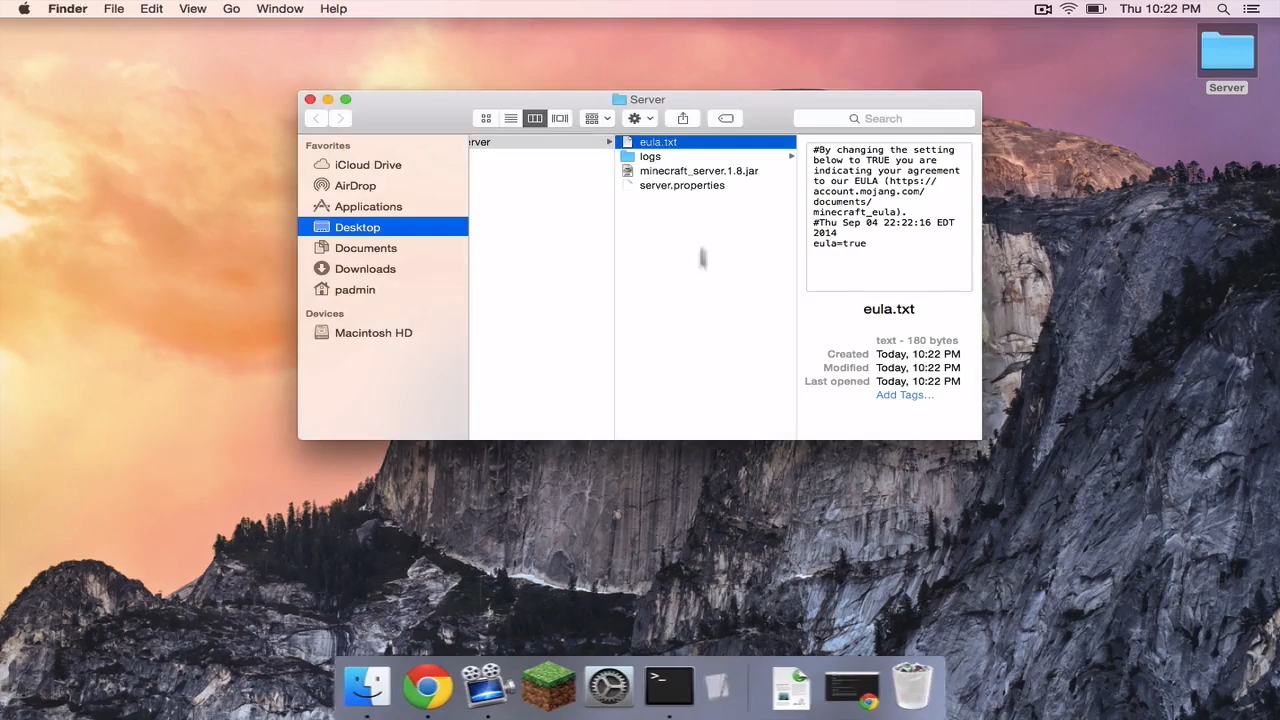 Finder File Edit View Go Window Help
Thu 10:22 PM
Server
Server
Search
Favorites
iCloud Drive
AirDrop
Applications
Desktop
Documents
Downloads
padmin
Devices
Macintosh HD
erver
eula.txt
logs
minecraft_server.1.8.jar
server.properties
#By changing the setting
below to TRUE you are
indicating your agreement
to our EULA (https://
account.mojang.com/
documents/
minecraft_eula).
#Thu Sep 04 22:22:16 EDT
2014
eula=true
eula.txt
text - 180 bytes
Created Today, 10:22 PM
Modified Today, 10:22 PM
Last opened Today, 10:22 PM
Add Tags…